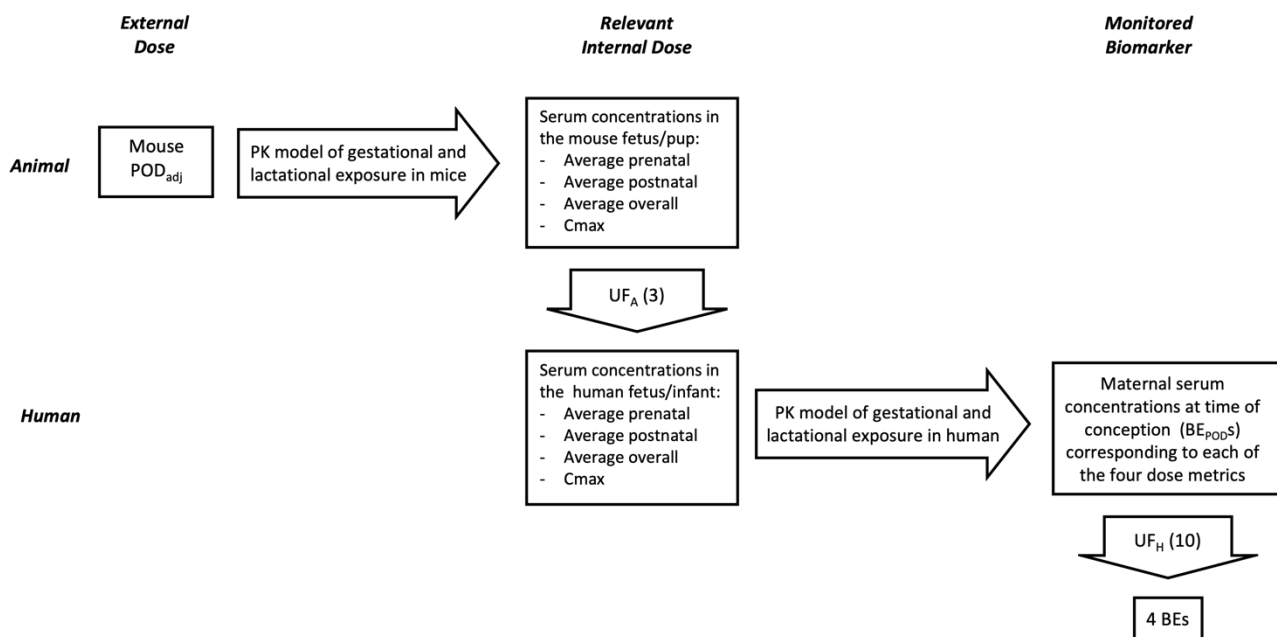 External
Dose
Relevant
Internal Dose
Monitored
Biomarker
Animal
Mouse
POD_adj
PK model of gestational and
lactational exposure in mice
Serum concentrations in
the mouse fetus/pup:
- Average prenatal
- Average postnatal
- Average overall
- Cmax
UF_A (3)
Human
Serum concentrations in
the human fetus/infant:
- Average prenatal
- Average postnatal
- Average overall
- Cmax
PK model of gestational and
lactational exposure in human
Maternal serum
concentrations at time of
conception (BE_PODs)
corresponding to each of
the four dose metrics
UF_H (10)
4 BEs